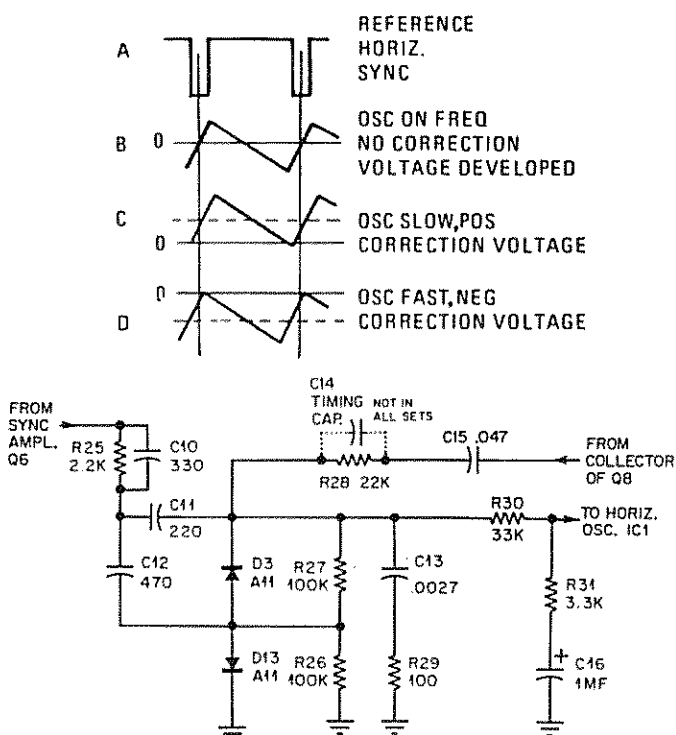 A
REFERENCE
HORIZ.
SYNC
B
0
OSC ON FREQ
NO CORRECTION
VOLTAGE DEVELOPED
C
0
OSC SLOW,POS
CORRECTION VOLTAGE
0
D
OSC FAST,NEG
CORRECTION VOLTAGE
FROM
SYNC
AMPL.
Q6
R25
2.2K
C10
330
C14
TIMING
CAP.
NOT IN
ALL SETS
R28 22K
C15 .047
FROM
COLLECTOR
OF Q8
C11
220
R30
33K
TO HORIZ.
OSC. IC1
C12
470
D3
A11
R27
100K
C13
.0027
R31
3.3K
D13
A11
R26
100K
R29
100
+
C16
1MF